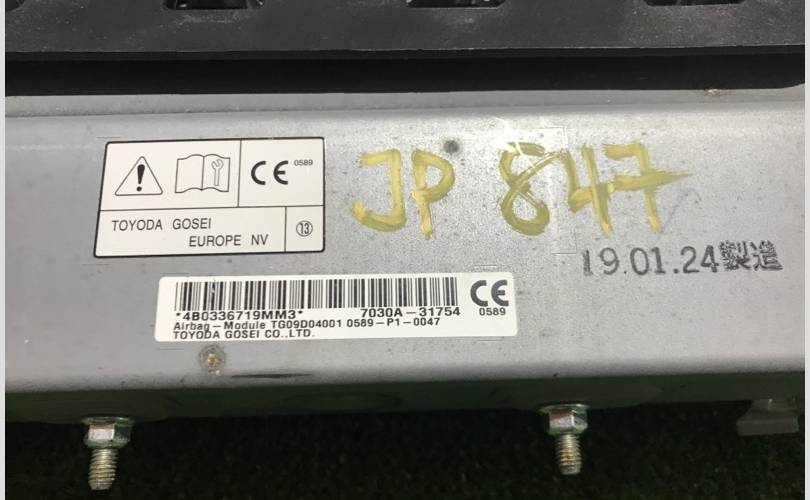 CE 0589
TOYODA GOSEI
EUROPE NV
⑬
JP 847
19.01.24製造
*4B0336719MM3* 7030A-31754
CE 0589
Airbag-Module TG09D04001 0589-P1-0047
TOYODA GOSEI CO.,LTD.